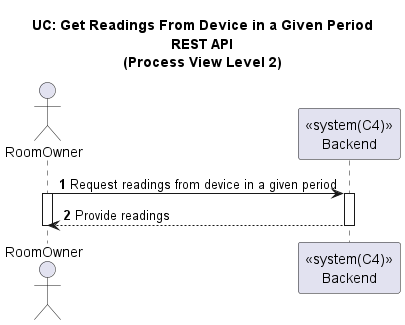 UC: Get Readings From Device in a Given Period
REST API
(Process View Level 2)
RoomOwner
«system(C4)»
Backend
1 Request readings from device in a given period
2 Provide readings
RoomOwner
«system(C4)»
Backend